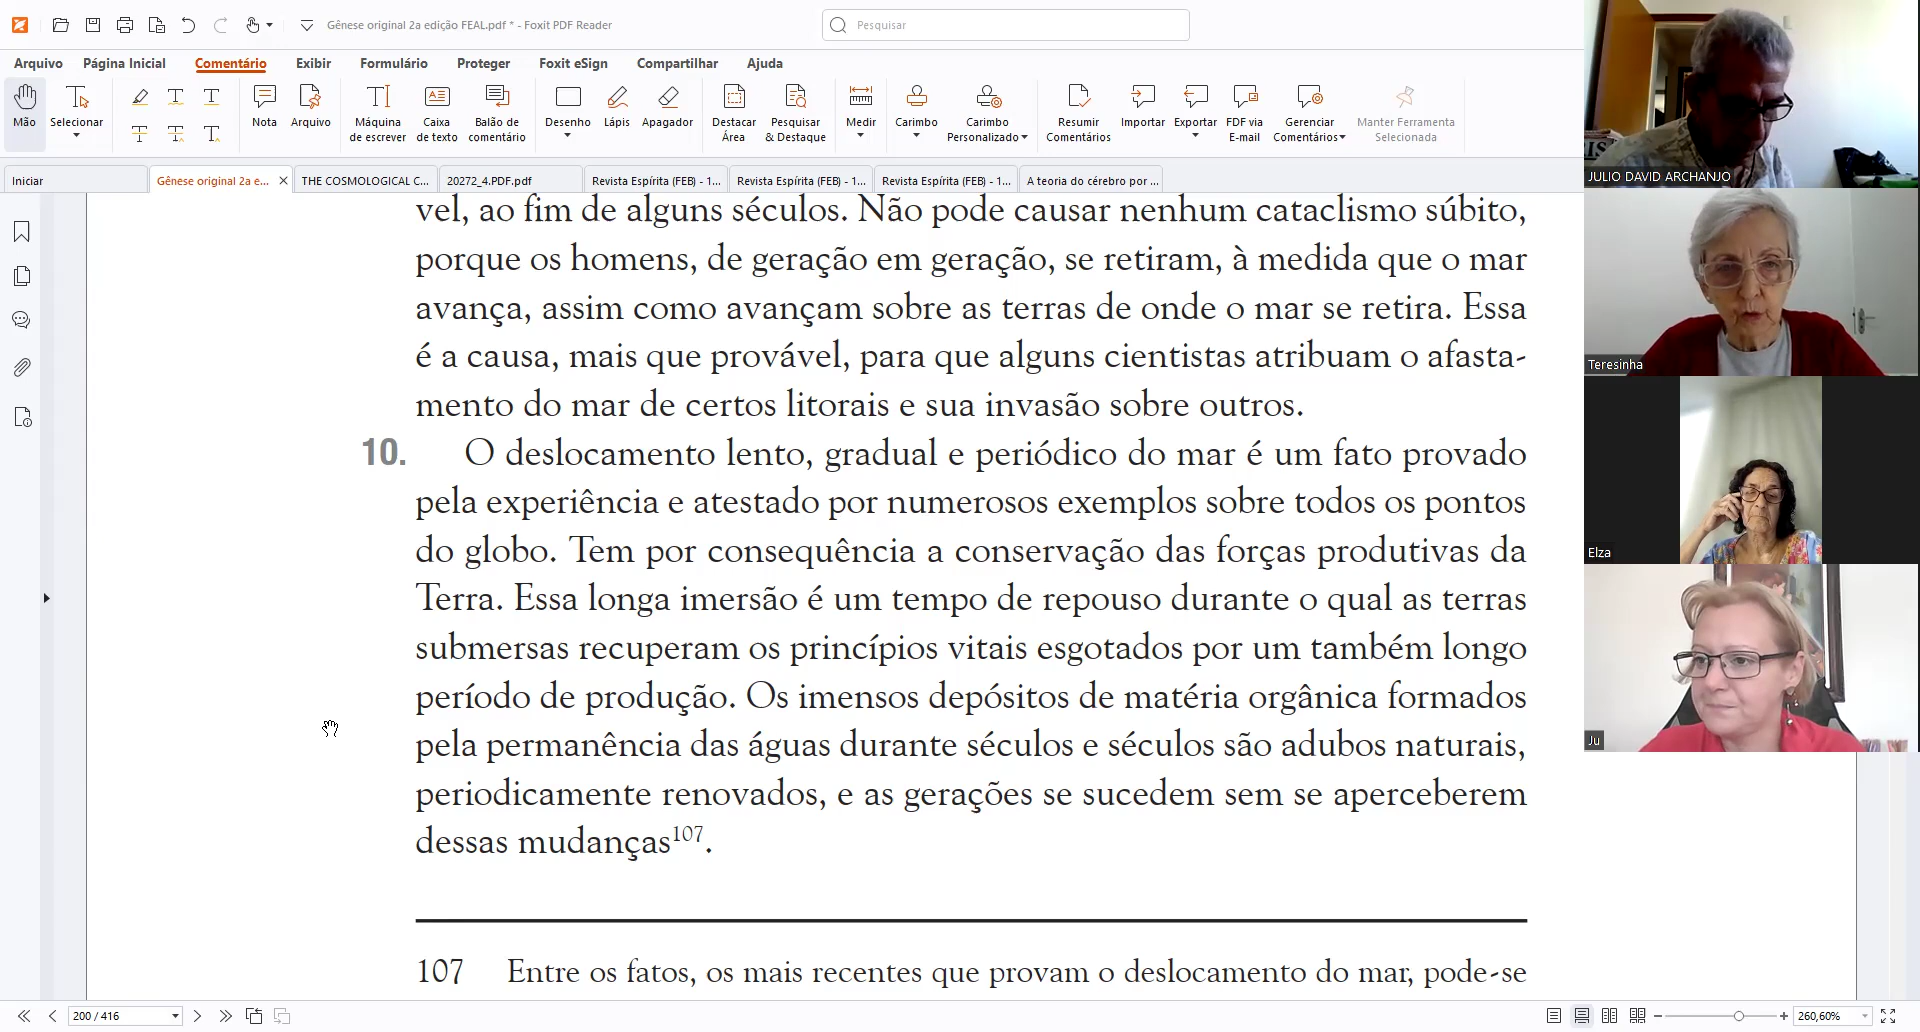 Gênese original 2a edição FEAL.pdf * - Foxit PDF Reader
Pesquisar
Arquivo Página Inicial Comentário Exibir Formulário Proteger Foxit eSign Compartilhar Ajuda
Mão
Selecionar
Nota
Arquivo
Máquina de escrever
Caixa de texto
Balão de comentário
Desenho
Lápis
Apagador
Destacar Área
Pesquisar & Destaque
Medir
Carimbo
Carimbo Personalizado
Resumir Comentários
Importar
Exportar
FDF via E-mail
Gerenciar Comentários
Manter Ferramenta Selecionada
Iniciar
Gênese original 2a e...
THE COSMOLOGICAL C...
20272_4.PDF.pdf
Revista Espírita (FEB) - 1...
Revista Espírita (FEB) - 1...
Revista Espírita (FEB) - 1...
A teoria do cérebro por ...
vel, ao fim de alguns séculos. Não pode causar nenhum cataclismo súbito,
porque os homens, de geração em geração, se retiram, à medida que o mar
avança, assim como avançam sobre as terras de onde o mar se retira. Essa
é a causa, mais que provável, para que alguns cientistas atribuam o afasta-
mento do mar de certos litorais e sua invasão sobre outros.
10. O deslocamento lento, gradual e periódico do mar é um fato provado
pela experiência e atestado por numerosos exemplos sobre todos os pontos
do globo. Tem por consequência a conservação das forças produtivas da
Terra. Essa longa imersão é um tempo de repouso durante o qual as terras
submersas recuperam os princípios vitais esgotados por um também longo
período de produção. Os imensos depósitos de matéria orgânica formados
pela permanência das águas durante séculos e séculos são adubos naturais,
periodicamente renovados, e as gerações se sucedem sem se aperceberem
dessas mudanças107.
107 Entre os fatos, os mais recentes que provam o deslocamento do mar, pode-se
200 / 416
260,60%
JULIO DAVID ARCHANJO
Teresinha
Elza
Ju